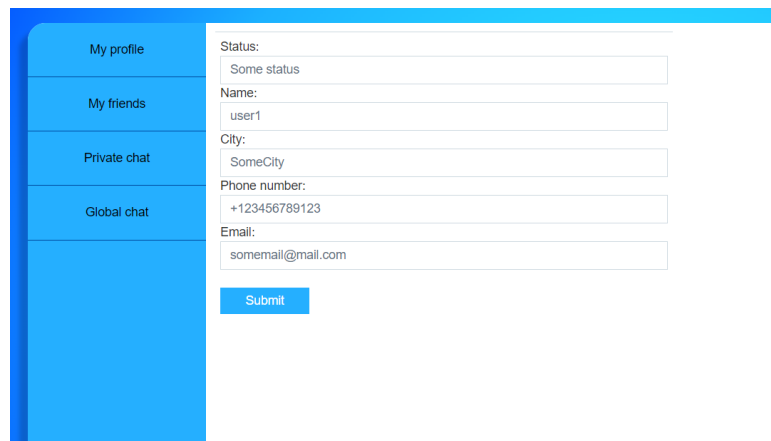 My profile
My friends
Private chat
Global chat
Status:
Some status
Name:
user1
City:
SomeCity
Phone number:
+123456789123
Email:
somemail@mail.com
Submit